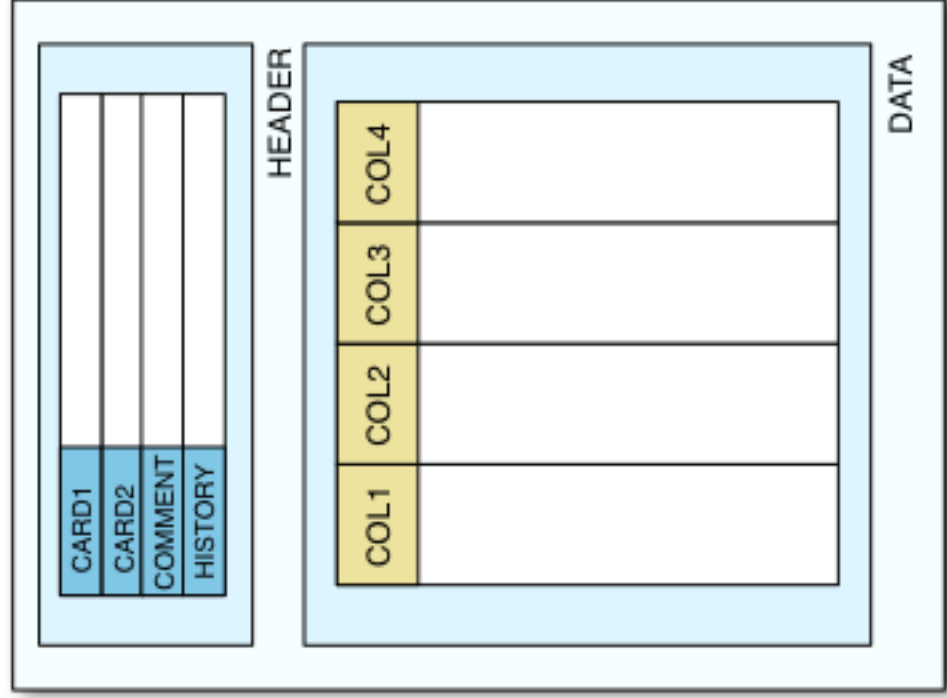 CARD1
CARD2
COMMENT
HISTORY
HEADER
COL1 COL2 COL3 COL4
DATA